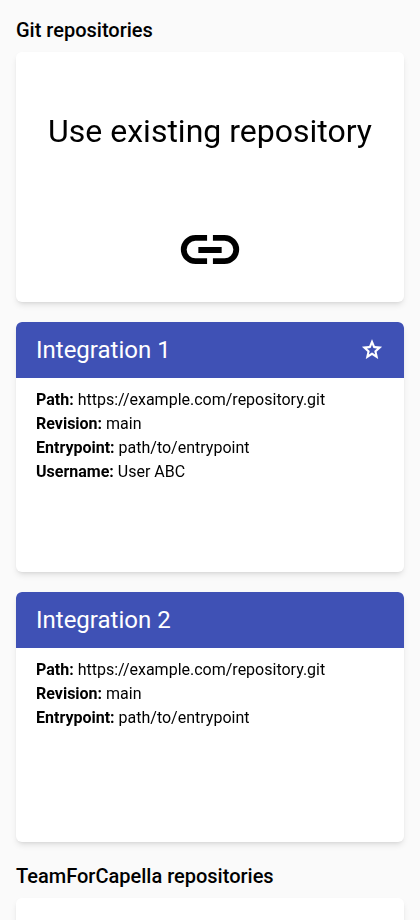 Git repositories
Use existing repository
Integration 1
Path: https://example.com/repository.git
Revision: main
Entrypoint: path/to/entrypoint
Username: User ABC
Integration 2
Path: https://example.com/repository.git
Revision: main
Entrypoint: path/to/entrypoint
TeamForCapella repositories